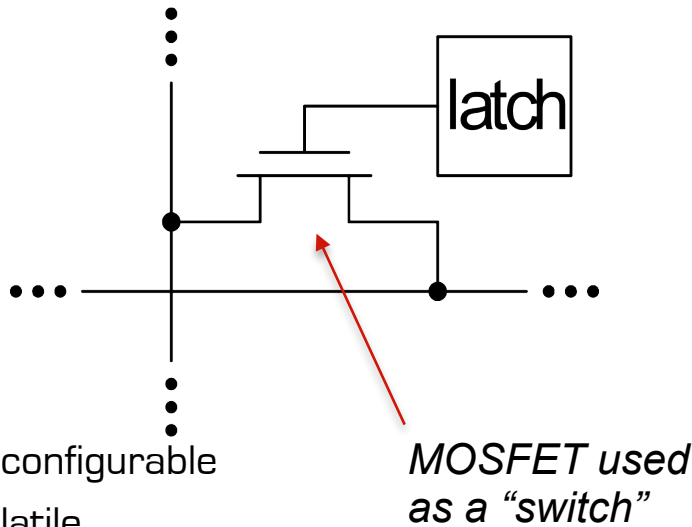 latch
configurable
latile
MOSFET used
as a “switch”